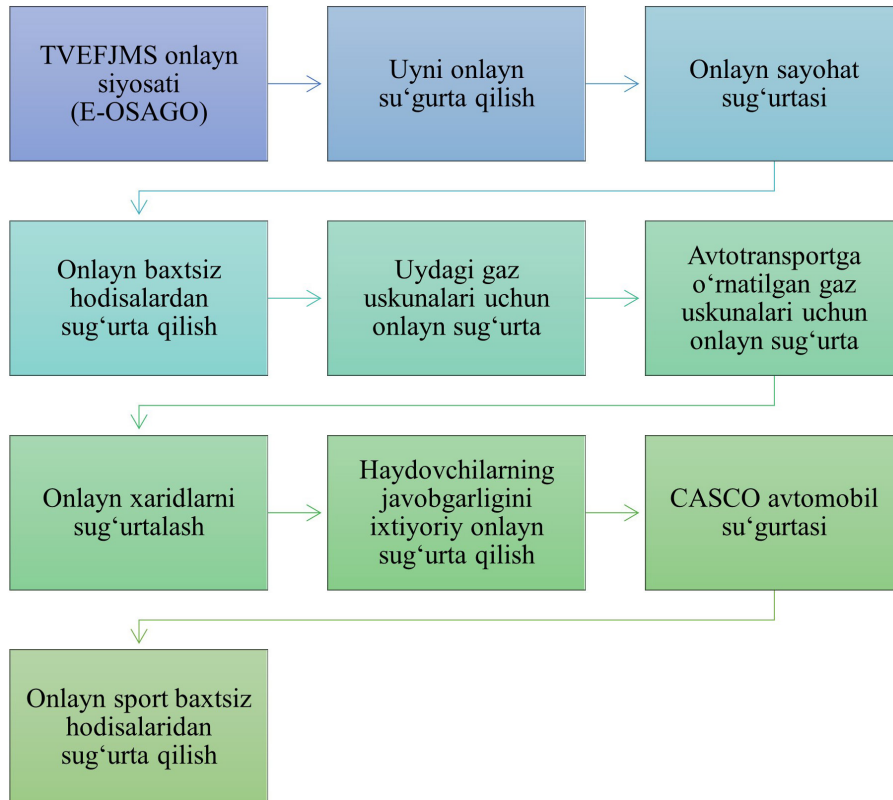 TVEFJMS onlayn
siyosati
(E-OSAGO)
Uyni onlayn
su‘gurta qilish
Onlayn sayohat
sug‘urtasi
Onlayn baxtsiz
hodisalardan
sug‘urta qilish
Uydagi gaz
uskunalari uchun
onlayn sug‘urta
Avtotransportga
o‘rnatilgan gaz
uskunalari uchun
onlayn sug‘urta
Onlayn xaridlarni
sug‘urtalash
Haydovchilarning
javobgarligini
ixtiyoriy onlayn
sug‘urta qilish
CASCO avtomobil
su‘gurtasi
Onlayn sport baxtsiz
hodisalaridan
sug‘urta qilish